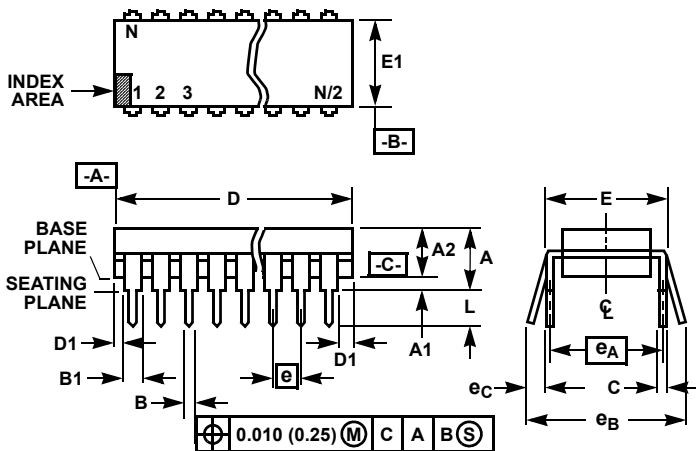 N
INDEX
AREA
1 2 3 N/2
E1
-B-
-A-
D
E
BASE
PLANE
A2
A
-C-
SEATING
PLANE
L
C
L
D1
A1
D1
eA
B1
e
eC
C
B
eB
0.010 (0.25) M C A B S